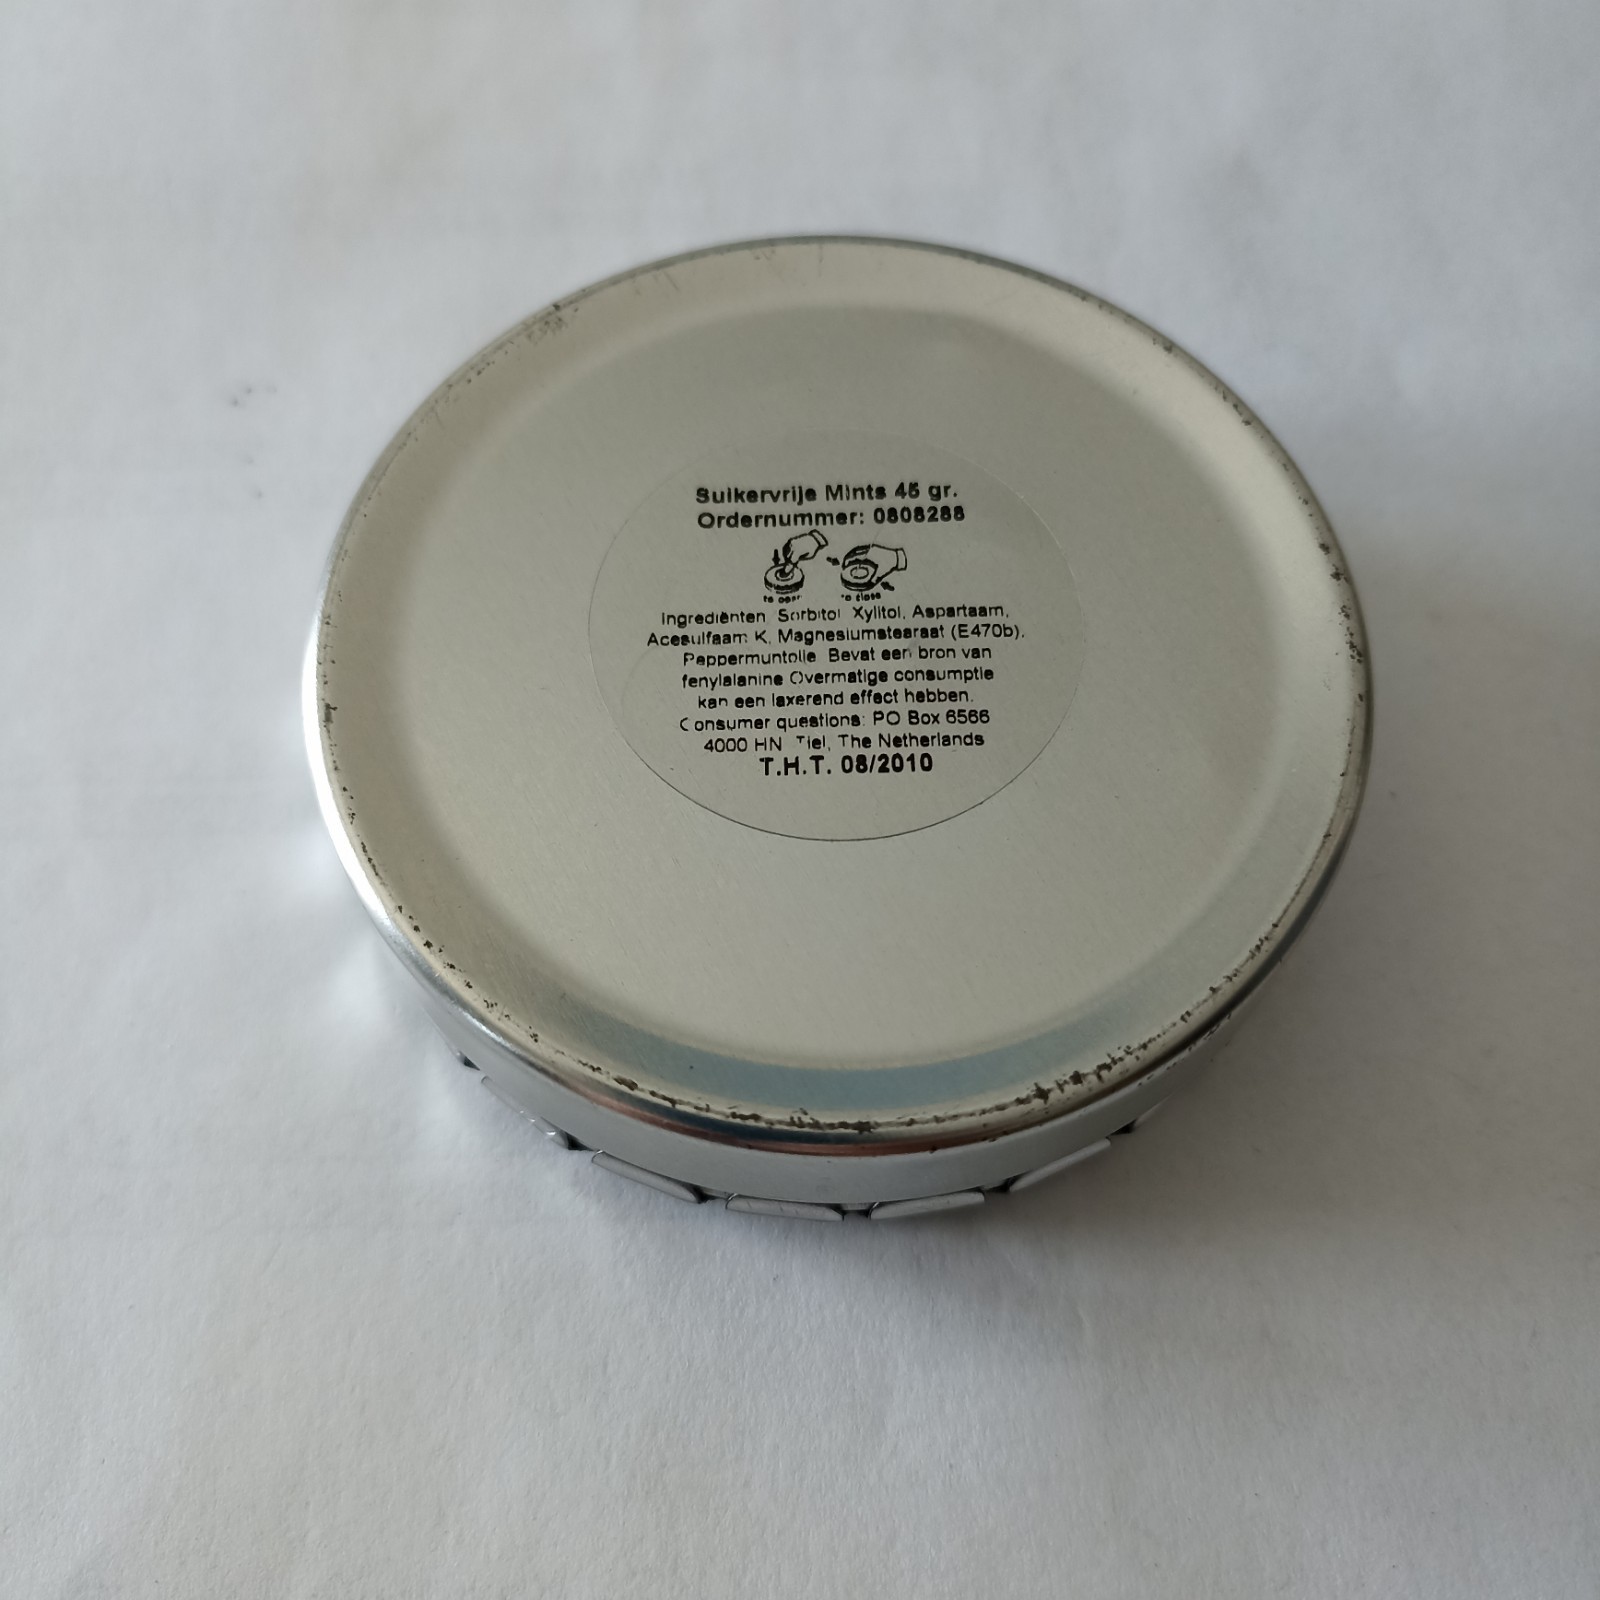 Suikervrije Mints 45 gr.
Ordernummer: 0808288
to open to close
Ingrediënten Sorbitol Xylitol, Aspartaam,
Acesulfaam K, Magnesiumstearaat (E470b),
Peppermuntolie Bevat een bron van
fenylalanine Overmatige consumptie
kan een laxerend effect hebben.
Consumer questions: PO Box 6566
4000 HN Tiel, The Netherlands
T.H.T. 08/2010